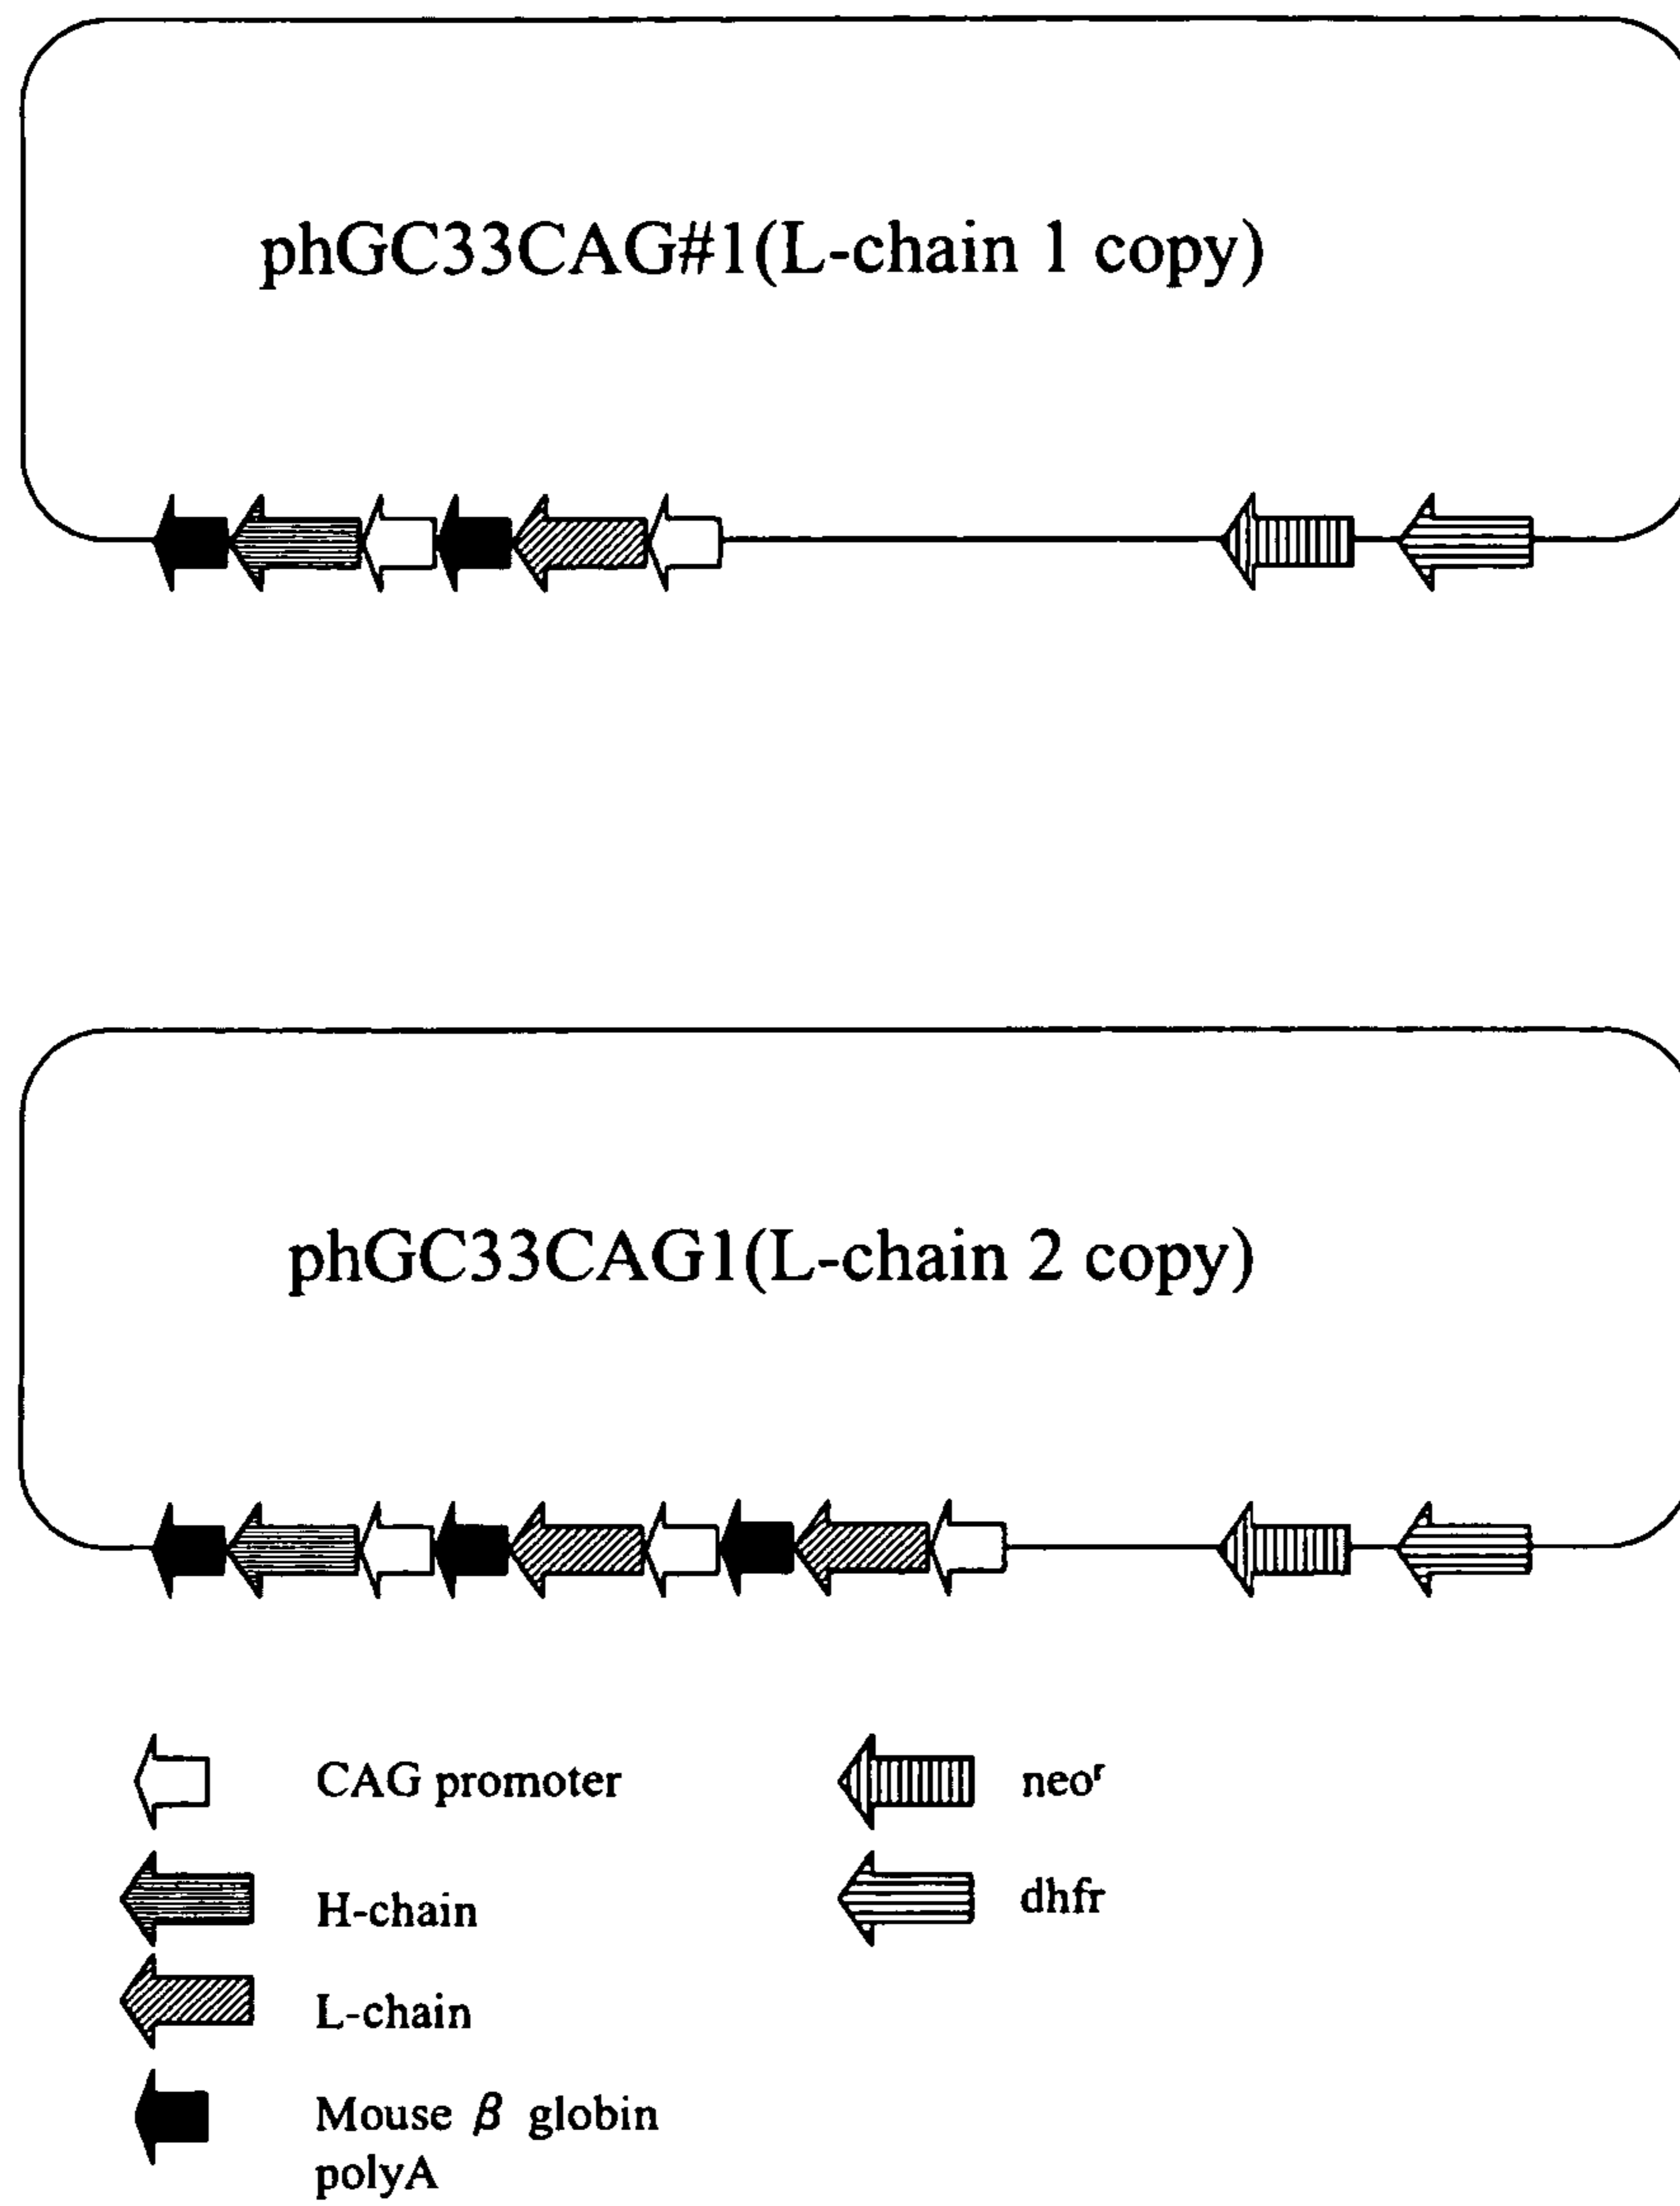 phGC33CAG#1(L-chain 1 copy)
phGC33CAG1(L-chain 2 copy)
CAG promoter
H-chain
L-chain
Mouse β globin
polyA
neoʳ
dhfr